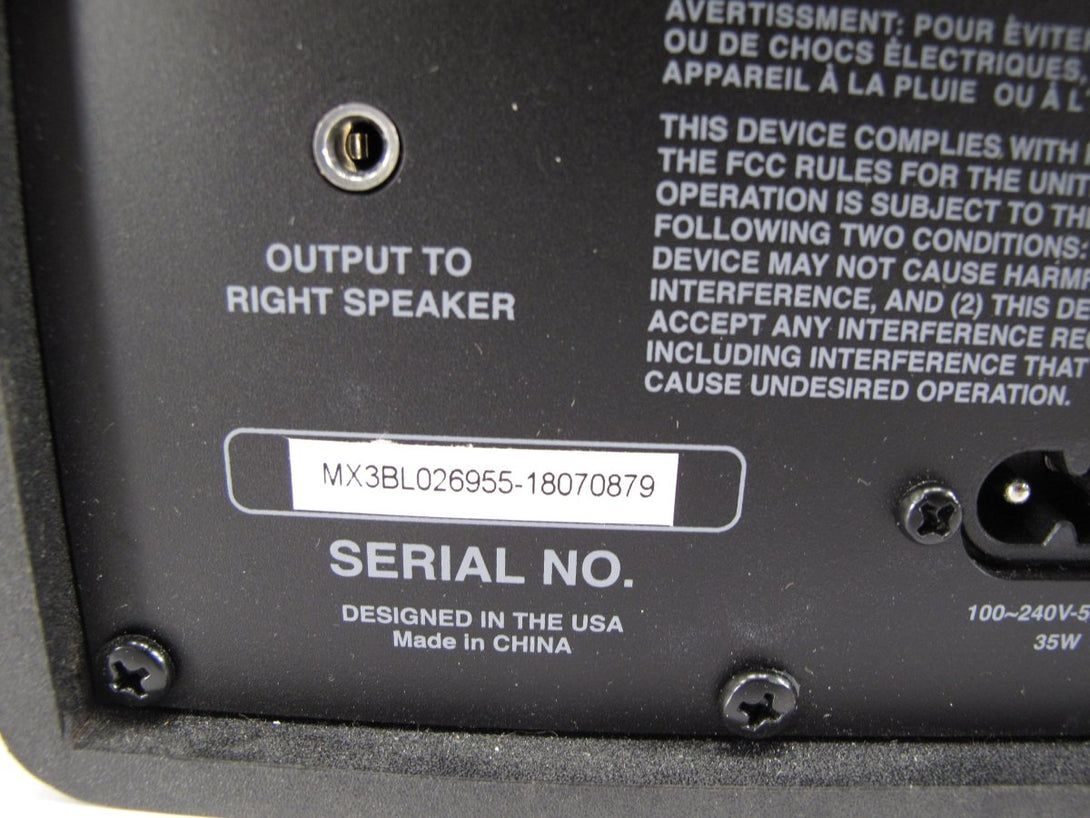 AVERTISSMENT: POUR ÉVITE
OU DE CHOCS ÉLECTRIQUES,
APPAREIL À LA PLUIE OU À L'
THIS DEVICE COMPLIES WITH
THE FCC RULES FOR THE UNIT
OPERATION IS SUBJECT TO THE
FOLLOWING TWO CONDITIONS:
DEVICE MAY NOT CAUSE HARM
INTERFERENCE, AND (2) THIS DE
ACCEPT ANY INTERFERENCE RE
INCLUDING INTERFERENCE THAT
CAUSE UNDESIRED OPERATION.
OUTPUT TO
RIGHT SPEAKER
MX3BL026955-18070879
SERIAL NO.
DESIGNED IN THE USA
Made in CHINA
100~240V-5
35W